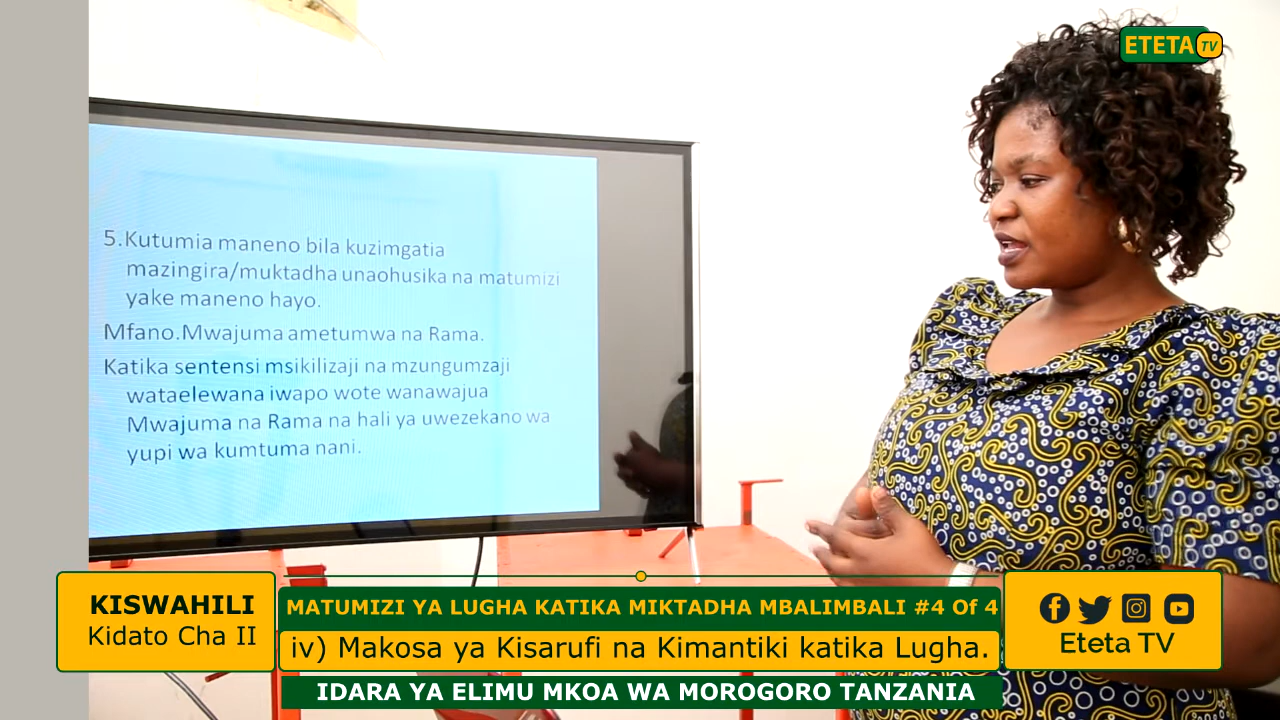 ETETA TV
5.Kutumia maneno bila kuzimgatia
mazingira/muktadha unaohusika na matumizi
yake maneno hayo.
Mfano.Mwajuma ametumwa na Rama.
Katika sentensi msikilizaji na mzungumzaji
wataelewana iwapo wote wanawajua
Mwajuma na Rama na hali ya uwezekano wa
yupi wa kumtuma nani.
KISWAHILI
Kidato Cha II
MATUMIZI YA LUGHA KATIKA MIKTADHA MBALIMBALI #4 Of 4
iv) Makosa ya Kisarufi na Kimantiki katika Lugha.
IDARA YA ELIMU MKOA WA MOROGORO TANZANIA
Eteta TV